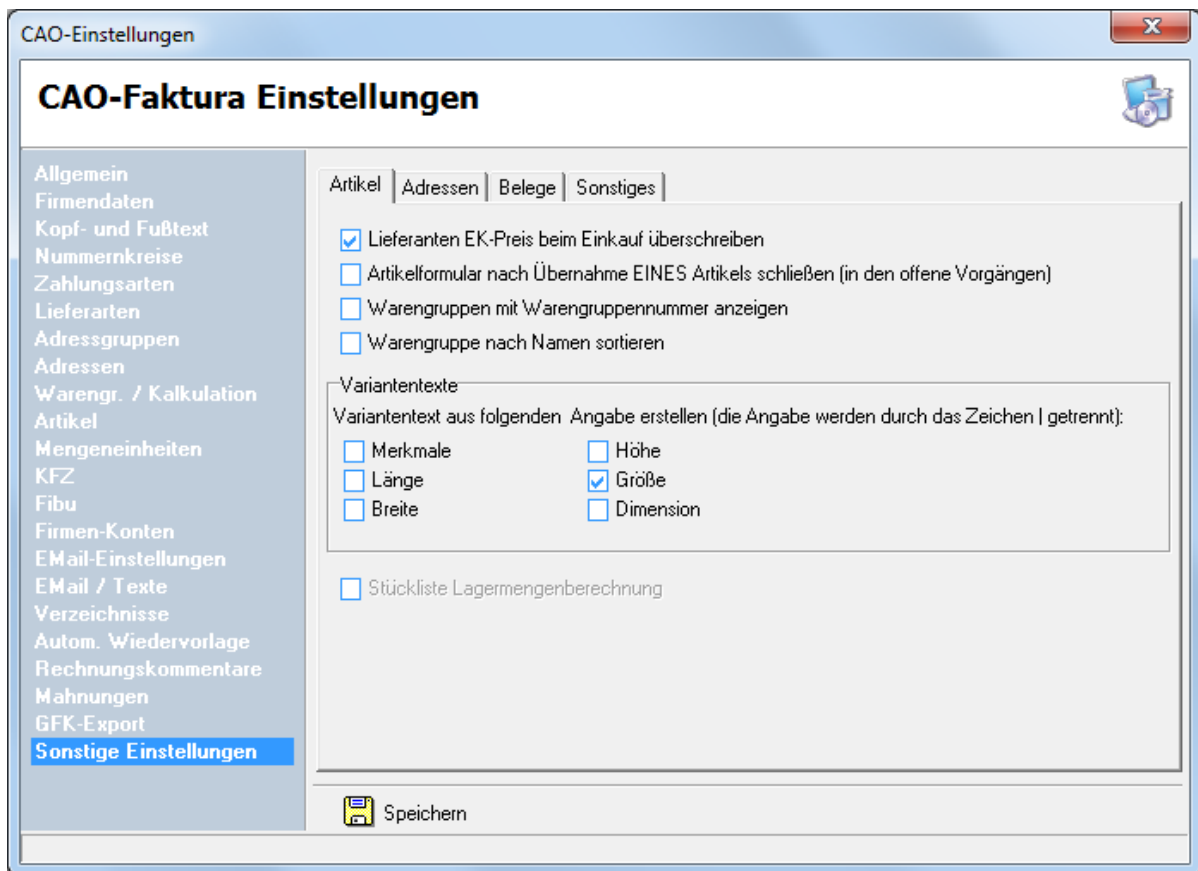 CAO-Einstellungen
CAO-Faktura Einstellungen
Allgemein
Firmendaten
Kopf- und Fußtext
Nummernkreise
Zahlungsarten
Lieferarten
Adressgruppen
Adressen
Warengr. / Kalkulation
Artikel
Mengeneinheiten
KFZ
Fibu
Firmen-Konten
EMail-Einstellungen
EMail / Texte
Verzeichnisse
Autom. Wiedervorlage
Rechnungskommentare
Mahnungen
GFK-Export
Sonstige Einstellungen
Artikel Adressen Belege Sonstiges
Lieferanten EK-Preis beim Einkauf überschreiben
Artikelformular nach Übernahme EINES Artikels schließen (in den offene Vorgängen)
Warengruppen mit Warengruppennummer anzeigen
Warengruppe nach Namen sortieren
Variantentexte
Variantentext aus folgenden Angabe erstellen (die Angabe werden durch das Zeichen | getrennt):
Merkmale Höhe
Länge Größe
Breite Dimension
Stückliste Lagermengenberechnung
Speichern